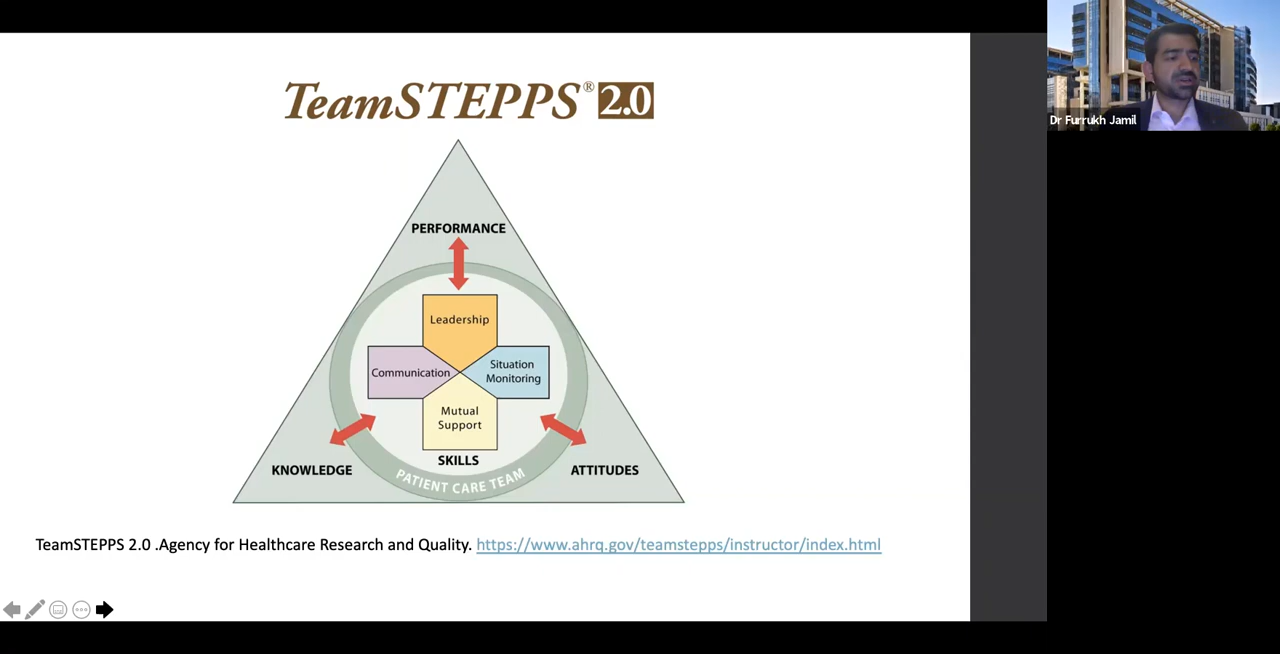 TeamSTEPPS® 2.0
Dr Furrukh Jamil
PERFORMANCE
Leadership
Communication
Situation
Monitoring
Mutual
Support
SKILLS
KNOWLEDGE
ATTITUDES
PATIENT CARE TEAM
TeamSTEPPS 2.0 .Agency for Healthcare Research and Quality. https://www.ahrq.gov/teamstepps/instructor/index.html